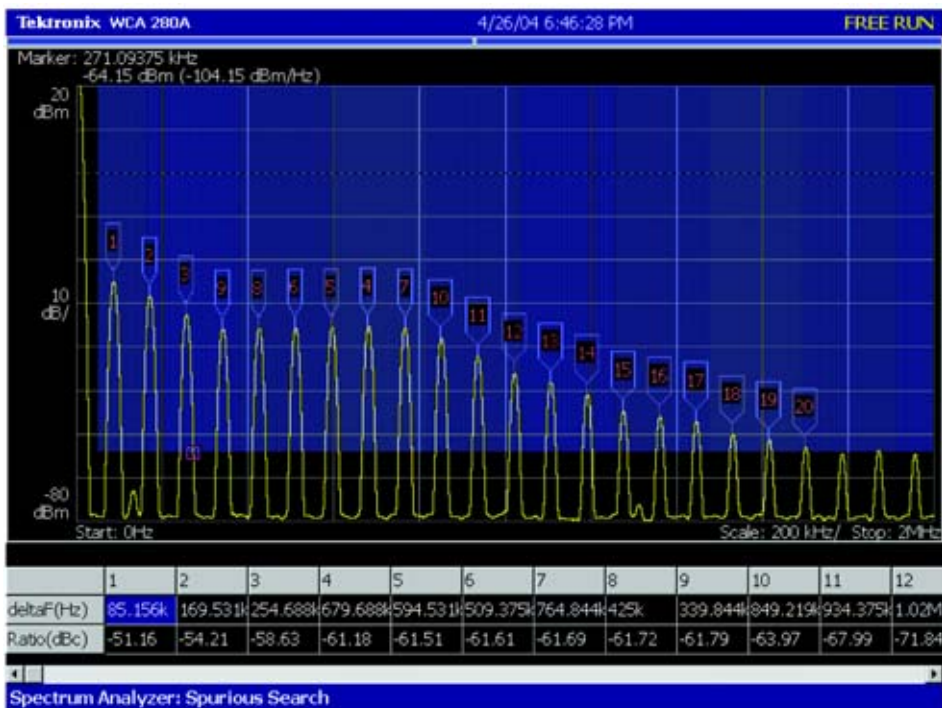 Tektronix WCA 280A 4/26/04 6:46:28 PM FREE RUN
Marker: 271.09375 kHz
-64.15 dBm (-104.15 dBm/Hz)
20
dBm
1 2 3 9 8 6 5 4 7 10 11 12 13 14 15 16 17 18 19 20
10
dB/
-80
dBm
Start: 0Hz Scale: 200 kHz/ Stop: 2MHz
1 2 3 4 5 6 7 8 9 10 11 12
deltaF(Hz) 85.156k 169.531k 254.688k 679.688k 594.531k 509.375k 764.844k 425k 339.844k 849.219k 934.375k 1.02M
Ratio(dBc) -51.16 -54.21 -58.63 -61.18 -61.51 -61.61 -61.69 -61.72 -61.79 -63.97 -67.99 -71.84
Spectrum Analyzer: Spurious Search